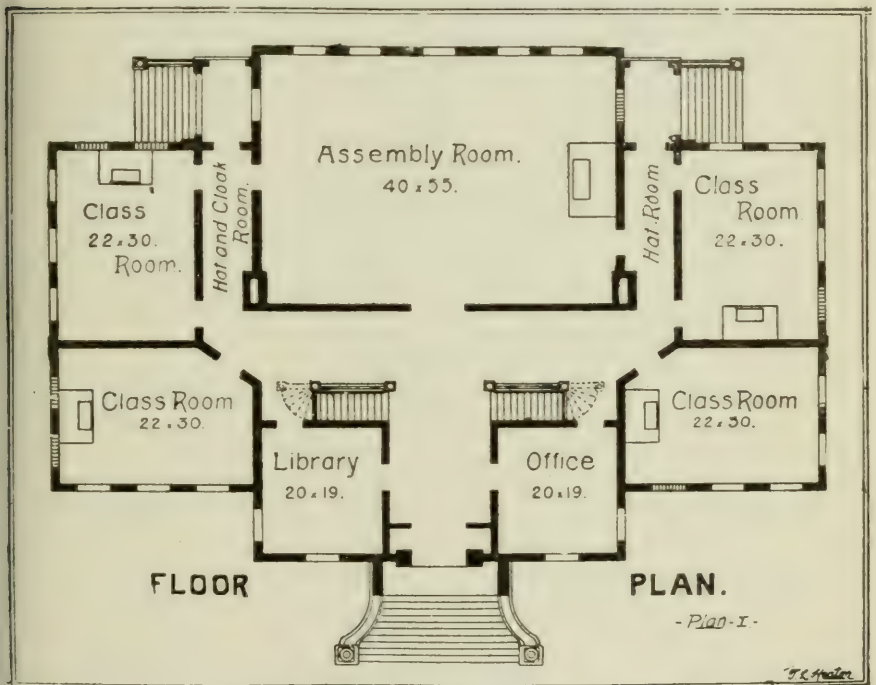 Assembly Room.
40 x 55.
Hat and Cloak
Room.
Hat Room
Class
22 x 30.
Room.
Class
Room
22 x 30.
Class Room
22 x 30.
Class Room
22 x 30.
Library
20 x 19.
Office
20 x 19.
FLOOR PLAN.
- Plan - I -